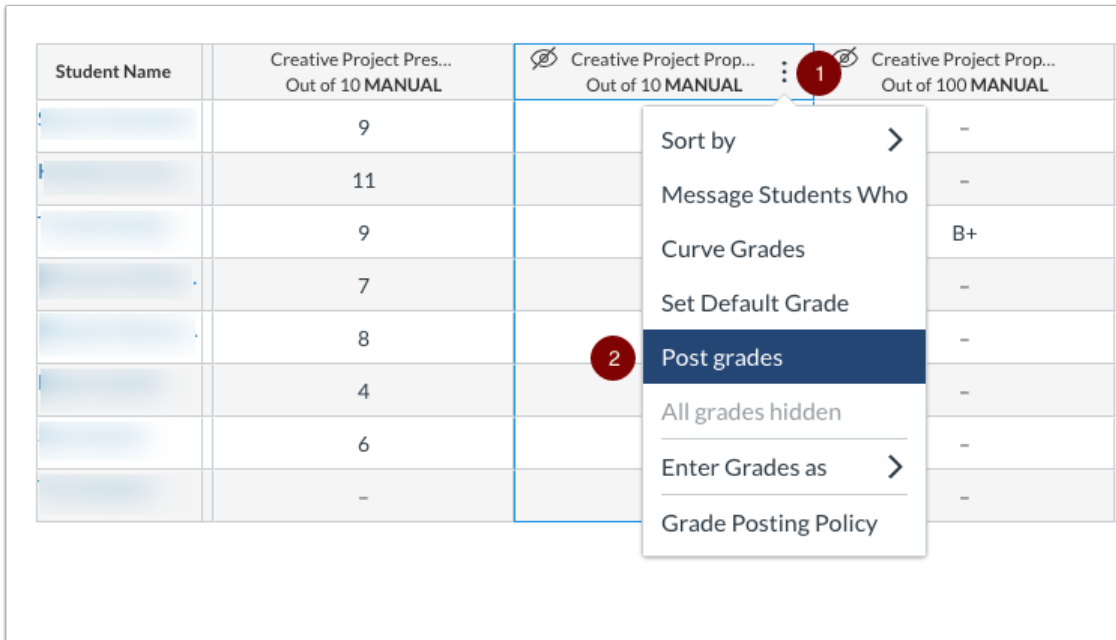 Student Name
Creative Project Pres...
Out of 10 MANUAL
Creative Project Prop...
Out of 10 MANUAL
1
Creative Project Prop...
Out of 100 MANUAL
9
–
11
–
9
B+
7
–
8
–
4
–
6
–
–
–
Sort by
Message Students Who
Curve Grades
Set Default Grade
2
Post grades
All grades hidden
Enter Grades as
Grade Posting Policy